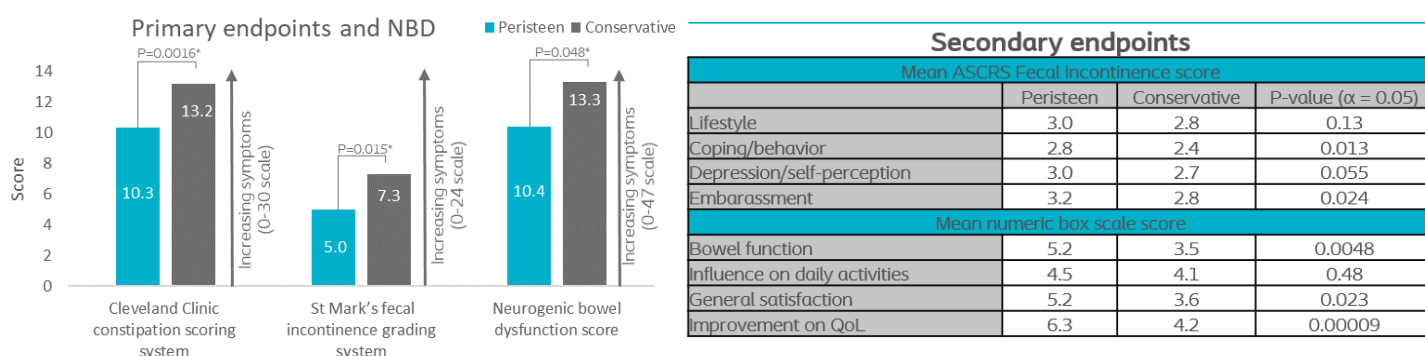 Primary endpoints and NBD
Peristeen Conservative
P=0.0016*
P=0.015*
P=0.048*
Score
14
12
10
8
6
4
2
0
10.3
13.2
Increasing symptoms
(0-30 scale)
5.0
7.3
Increasing symptoms
(0-24 scale)
10.4
13.3
Increasing symptoms
(0-47 scale)
Cleveland Clinic
constipation scoring
system
St Mark's fecal
incontinence grading
system
Neurogenic bowel
dysfunction score
Secondary endpoints
Mean ASCRS Fecal Incontinence score
Peristeen Conservative P-value (α = 0.05)
Lifestyle 3.0 2.8 0.13
Coping/behavior 2.8 2.4 0.013
Depression/self-perception 3.0 2.7 0.055
Embarassment 3.2 2.8 0.024
Mean numeric box scale score
Bowel function 5.2 3.5 0.0048
Influence on daily activities 4.5 4.1 0.48
General satisfaction 5.2 3.6 0.023
Improvement on QoL 6.3 4.2 0.00009